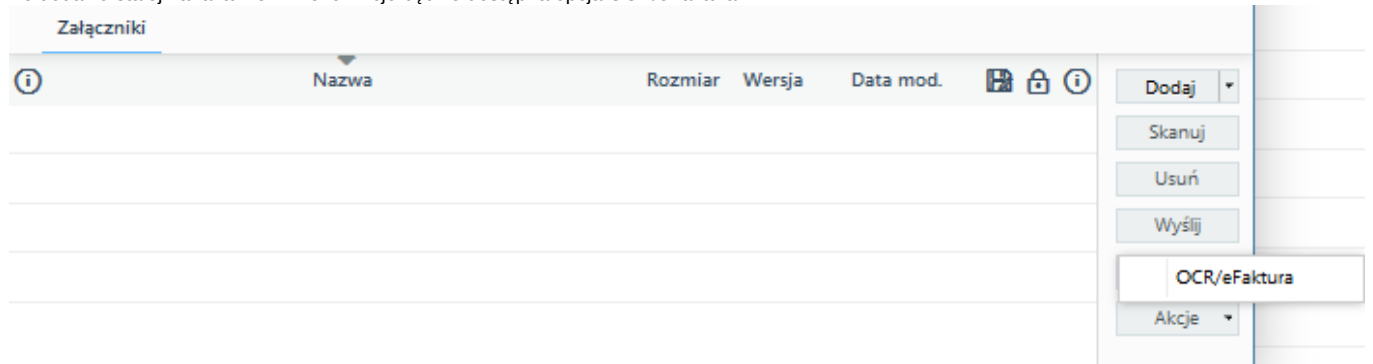 Załączniki
Nazwa Rozmiar Wersja Data mod.
Dodaj
Skanuj
Usuń
Wyślij
OCR/eFaktura
Akcje